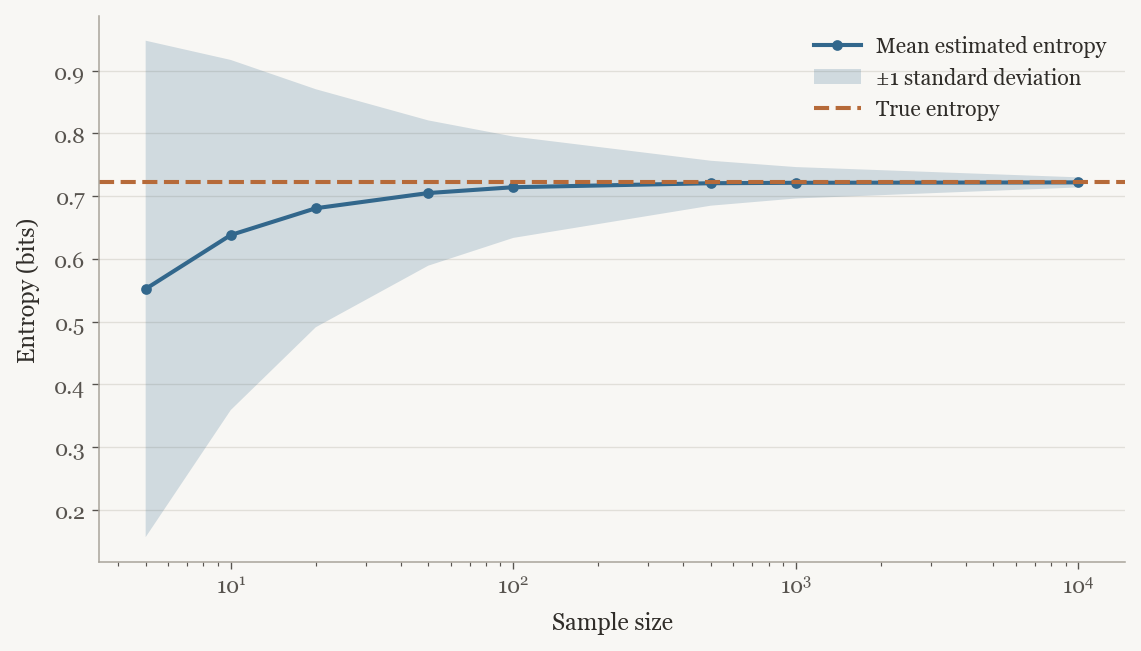 Mean estimated entropy
±1 standard deviation
True entropy
0.9
0.8
0.7
0.6
0.5
0.4
0.3
0.2
Entropy (bits)
10¹
10²
10³
10⁴
Sample size